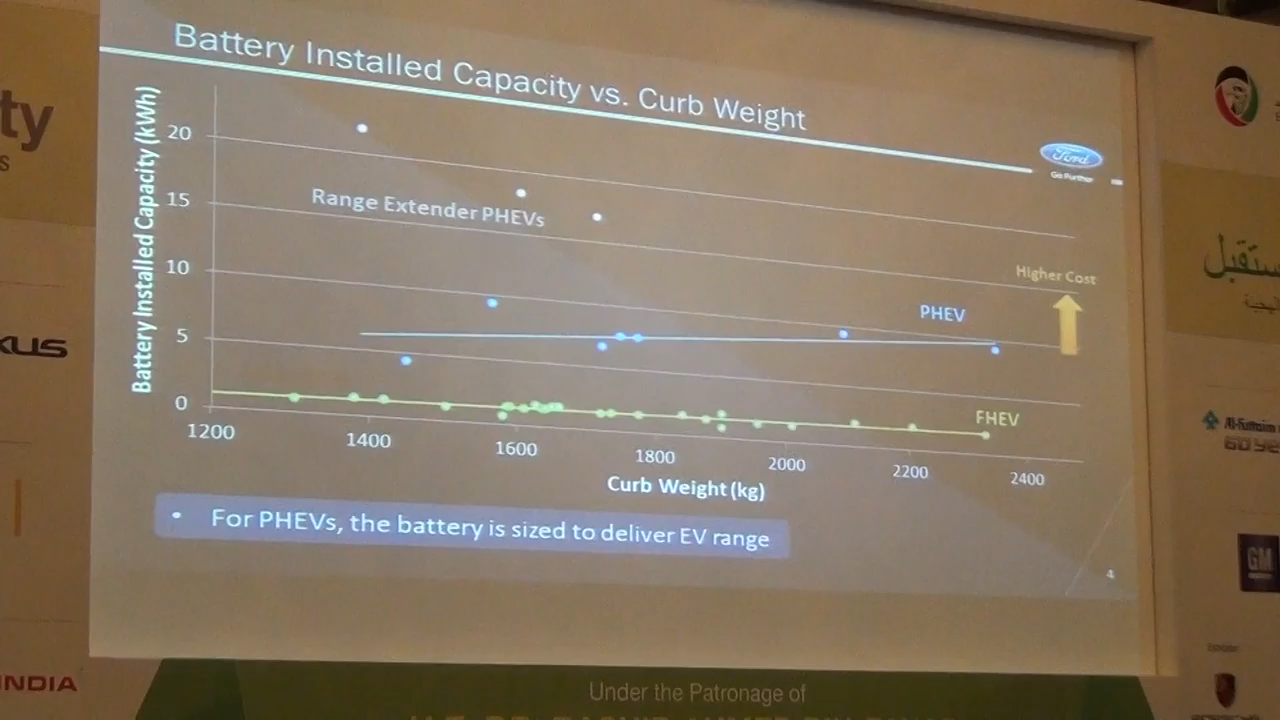 Battery Installed Capacity vs. Curb Weight
Ford
Go Further
Battery Installed Capacity (kWh)
20
15
10
5
0
Range Extender PHEVs
Higher Cost
PHEV
FHEV
1200
1400
1600
1800
2000
2200
2400
Curb Weight (kg)
• For PHEVs, the battery is sized to deliver EV range
4
ty
s
XUS
INDIA
GM
Under the Patronage of
Al-Futtaim